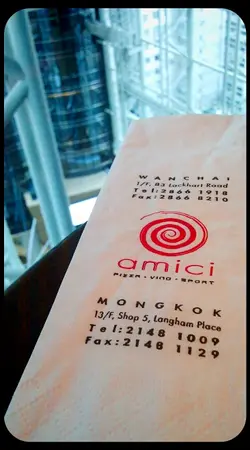 WANCHAI
1/F, 83 Lockhart Road
Tel:2866 1918
Fax:2866 8210
amici
PIZZA • VINO • SPORT
MONGKOK
13/F, Shop 5, Langham Place
Tel:2148 1009
Fax:2148 1129